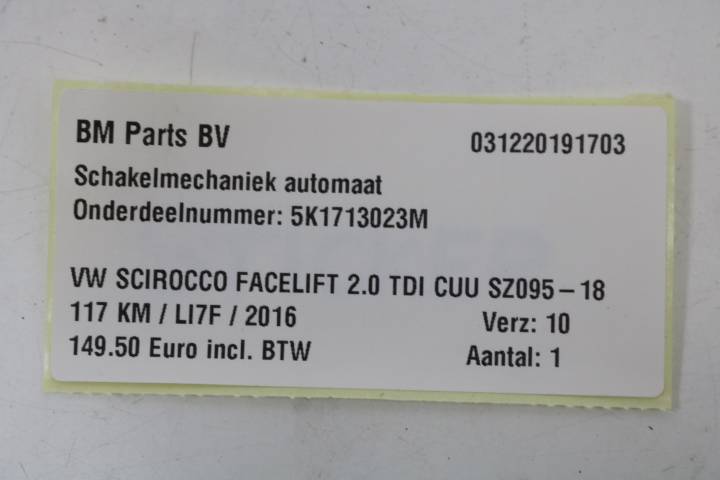 BM Parts BV 031220191703
Schakelmechaniek automaat
Onderdeelnummer: 5K1713023M
VW SCIROCCO FACELIFT 2.0 TDI CUU SZ095-18
117 KM / LI7F / 2016 Verz: 10
149.50 Euro incl. BTW Aantal: 1